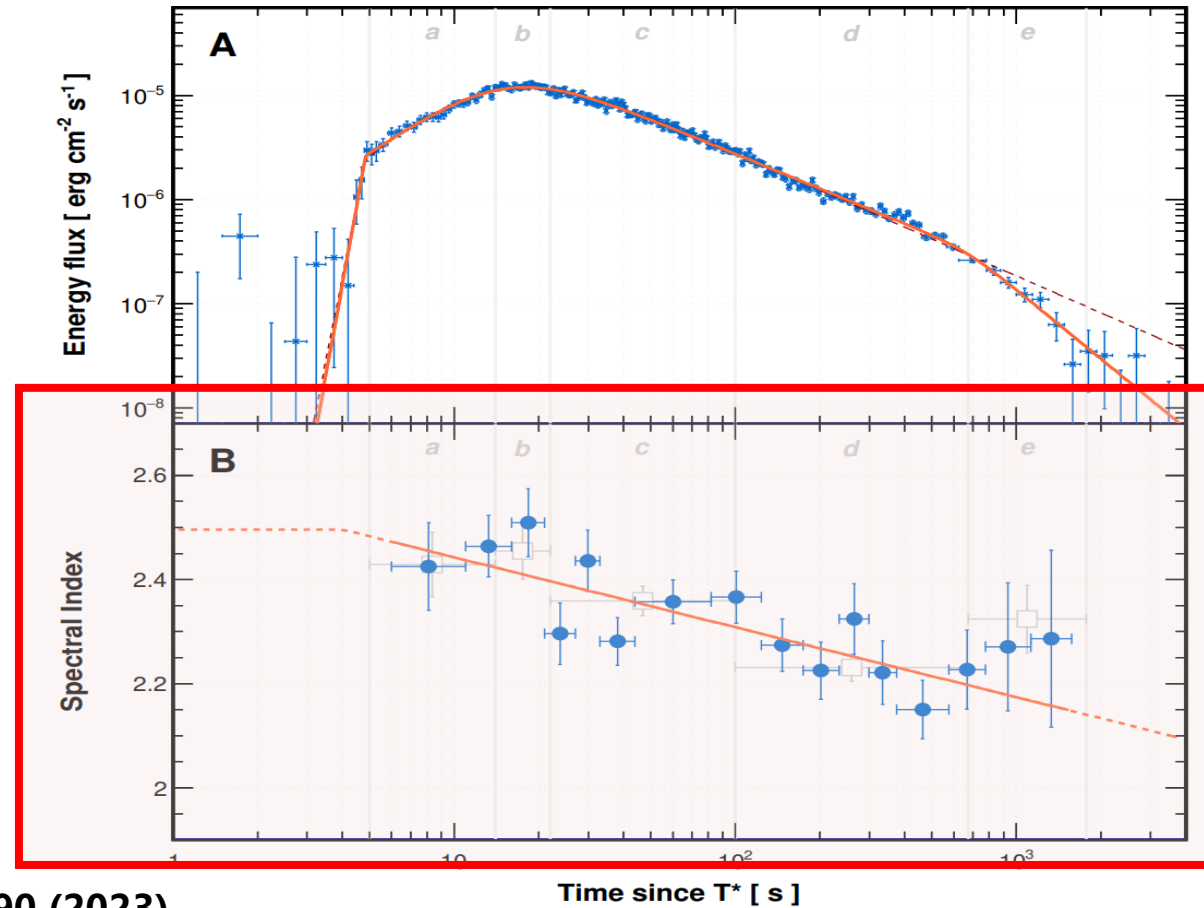 A
a b c d e
Energy flux [ erg cm⁻² s⁻¹ ]
10⁻⁵
10⁻⁶
10⁻⁷
10⁻⁸
B
a b c d e
Spectral Index
2.6
2.4
2.2
2
1 10 10² 10³
Time since T* [ s ]
90 (2023)